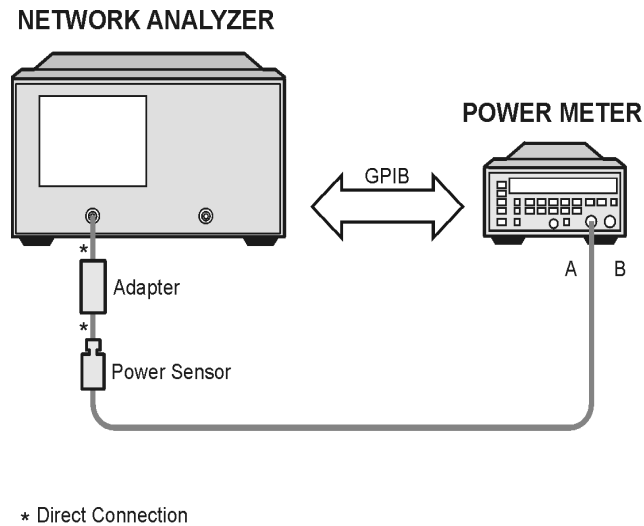 NETWORK ANALYZER
POWER METER
GPIB
A B
*
Adapter
*
Power Sensor
* Direct Connection